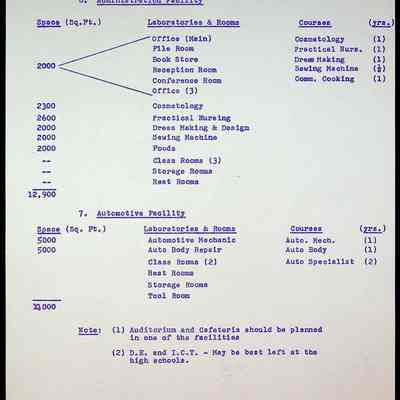 6. Administration Facility
Space (Sq.Ft.) Laboratories & Rooms Courses (yrs.)
Office (Main) Cosmetology (1)
File Room Practical Nurs. (1)
Book Store Dress Making (1)
2000 Reception Room Sewing Machine (½)
Conference Room Comm. Cooking (1)
Office (3)
2300 Cosmetology
2600 Practical Nursing
2000 Dress Making & Design
2000 Sewing Machine
2000 Foods
-- Class Rooms (3)
-- Storage Rooms
-- Rest Rooms
12,900
7. Automotive Facility
Space (Sq. Ft.) Laboratories & Rooms Courses (yrs.)
5000 Automotive Mechanic Auto. Mech. (1)
5000 Auto Body Repair Auto Body (1)
Class Rooms (2) Auto Specialist (2)
Rest Rooms
Storage Rooms
Tool Room
10,000
Note: (1) Auditorium and Cafeteria should be planned
in one of the facilities
(2) D.E. and I.C.T. - May be best left at the
high schools.